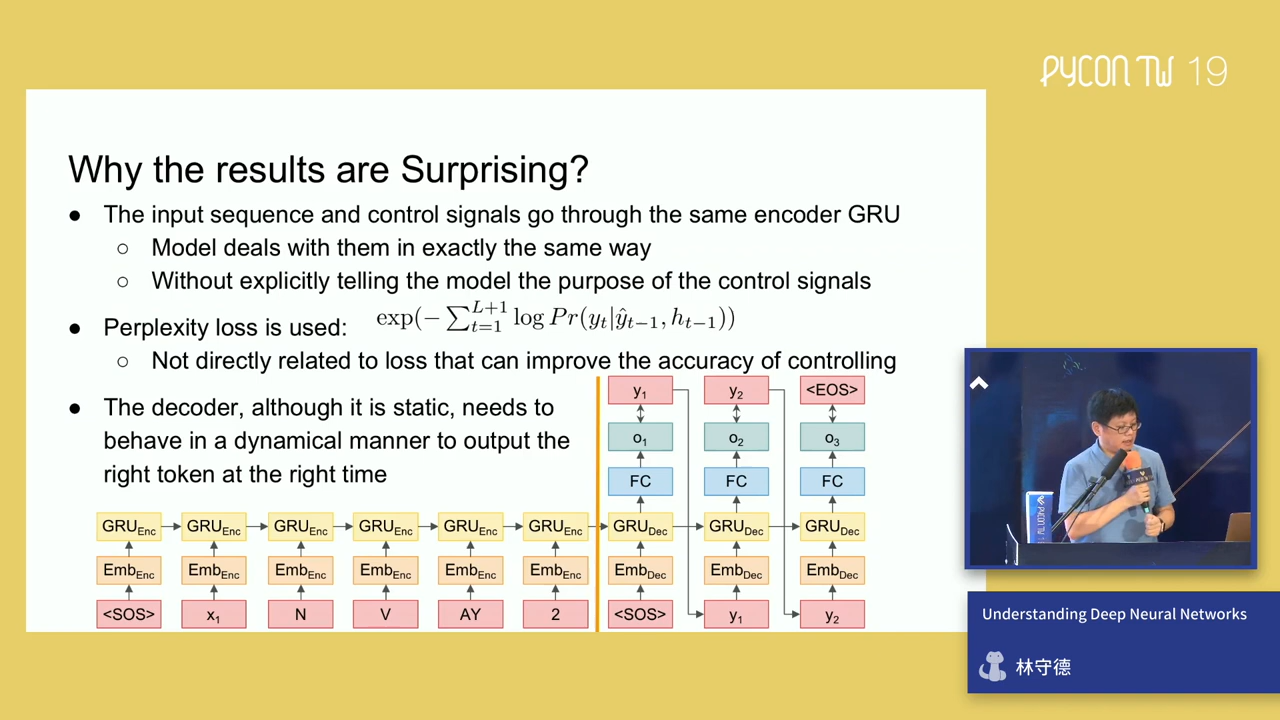 PYCON TW 19
Why the results are Surprising?
● The input sequence and control signals go through the same encoder GRU
○ Model deals with them in exactly the same way
○ Without explicitly telling the model the purpose of the control signals
● Perplexity loss is used: exp(−∑_{t=1}^{L+1} log Pr(y_t|ŷ_{t−1}, h_{t−1}))
○ Not directly related to loss that can improve the accuracy of controlling
● The decoder, although it is static, needs to
behave in a dynamical manner to output the
right token at the right time
y1 y2 <EOS>
o1 o2 o3
FC FC FC
GRUEnc GRUEnc GRUEnc GRUEnc GRUEnc GRUEnc GRUDec GRUDec GRUDec
EmbEnc EmbEnc EmbEnc EmbEnc EmbEnc EmbEnc EmbDec EmbDec EmbDec
<SOS> x1 N V AY 2 <SOS> y1 y2
PYCON TW
Understanding Deep Neural Networks
林守德